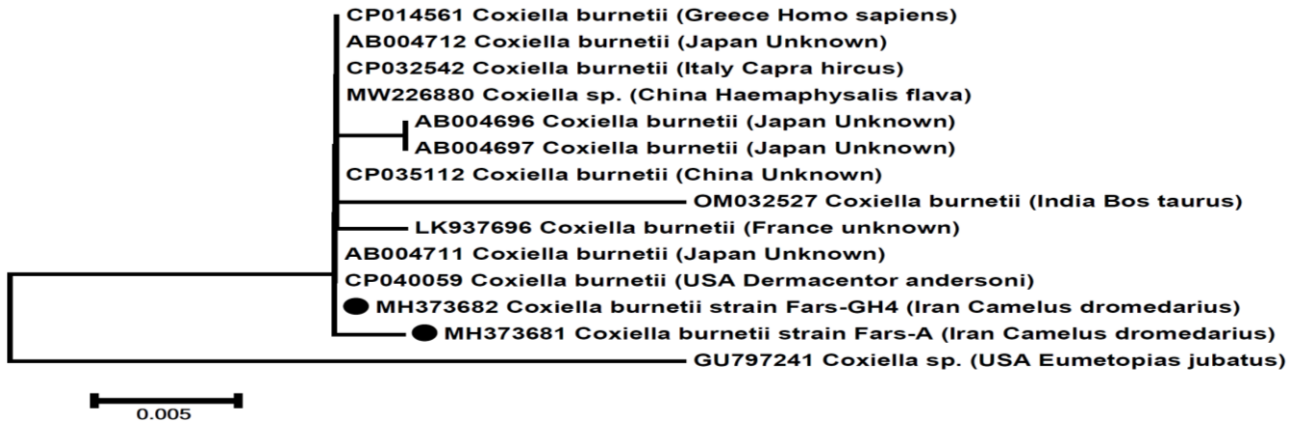 CP014561 Coxiella burnetii (Greece Homo sapiens)
AB004712 Coxiella burnetii (Japan Unknown)
CP032542 Coxiella burnetii (Italy Capra hircus)
MW226880 Coxiella sp. (China Haemaphysalis flava)
AB004696 Coxiella burnetii (Japan Unknown)
AB004697 Coxiella burnetii (Japan Unknown)
CP035112 Coxiella burnetii (China Unknown)
OM032527 Coxiella burnetii (India Bos taurus)
LK937696 Coxiella burnetii (France unknown)
AB004711 Coxiella burnetii (Japan Unknown)
CP040059 Coxiella burnetii (USA Dermacentor andersoni)
MH373682 Coxiella burnetii strain Fars-GH4 (Iran Camelus dromedarius)
MH373681 Coxiella burnetii strain Fars-A (Iran Camelus dromedarius)
GU797241 Coxiella sp. (USA Eumetopias jubatus)
0.005